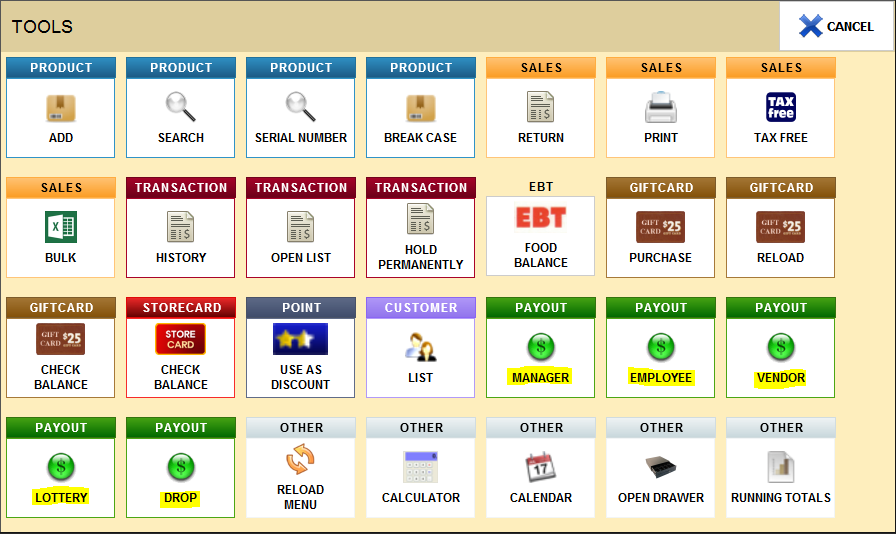 TOOLS
CANCEL
PRODUCT PRODUCT PRODUCT PRODUCT SALES SALES SALES
TAX
FREE
ADD SEARCH SERIAL NUMBER BREAK CASE RETURN PRINT TAX FREE
SALES TRANSACTION TRANSACTION TRANSACTION EBT GIFTCARD GIFTCARD
EBT
GIFT CARD $25
GIFT CARD $25
BULK HISTORY OPEN LIST HOLD PERMANENTLY FOOD BALANCE PURCHASE RELOAD
GIFTCARD STORECARD POINT CUSTOMER PAYOUT PAYOUT PAYOUT
GIFT CARD $25
STORE
CARD
$ $ $
CHECK BALANCE CHECK BALANCE USE AS DISCOUNT LIST MANAGER EMPLOYEE VENDOR
PAYOUT PAYOUT OTHER OTHER OTHER OTHER OTHER
$ $ 17
LOTTERY DROP RELOAD MENU CALCULATOR CALENDAR OPEN DRAWER RUNNING TOTALS